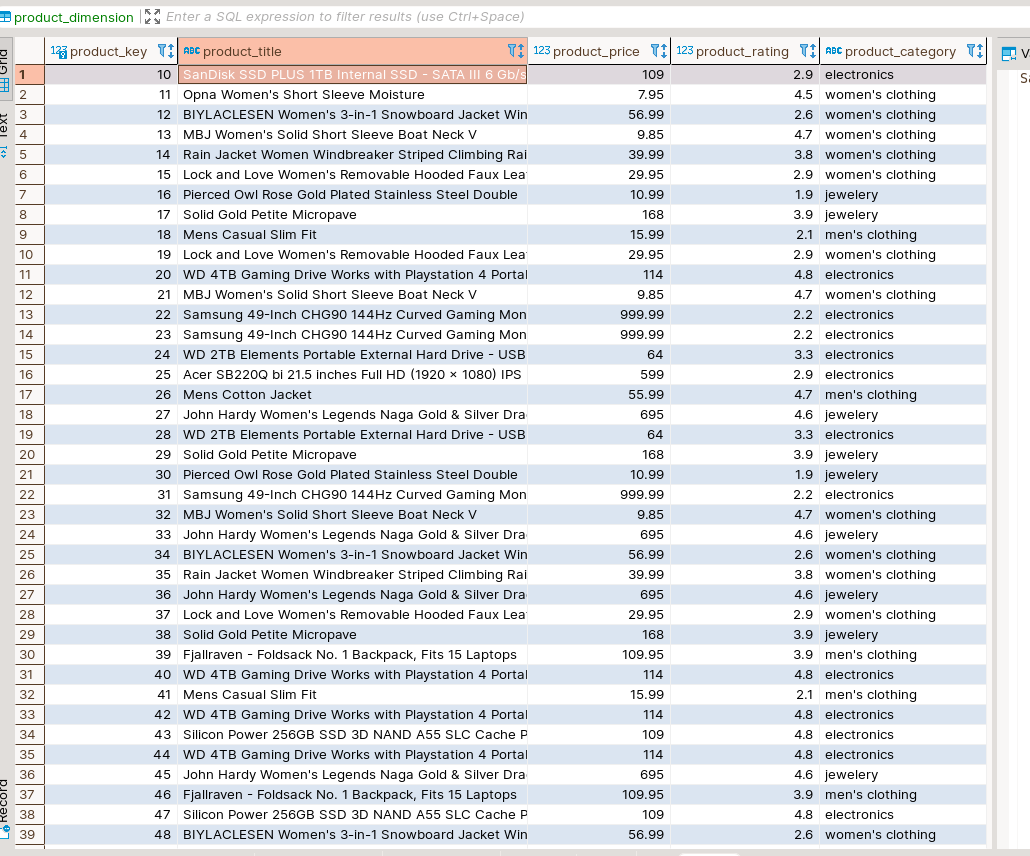 product_dimension Enter a SQL expression to filter results (use Ctrl+Space)
Grid
Text
Record
123 product_key ABC product_title 123 product_price 123 product_rating ABC product_category
1 10 SanDisk SSD PLUS 1TB Internal SSD - SATA III 6 Gb/s 109 2.9 electronics
2 11 Opna Women's Short Sleeve Moisture 7.95 4.5 women's clothing
3 12 BIYLACLESEN Women's 3-in-1 Snowboard Jacket Win 56.99 2.6 women's clothing
4 13 MBJ Women's Solid Short Sleeve Boat Neck V 9.85 4.7 women's clothing
5 14 Rain Jacket Women Windbreaker Striped Climbing Rai 39.99 3.8 women's clothing
6 15 Lock and Love Women's Removable Hooded Faux Lea 29.95 2.9 women's clothing
7 16 Pierced Owl Rose Gold Plated Stainless Steel Double 10.99 1.9 jewelery
8 17 Solid Gold Petite Micropave 168 3.9 jewelery
9 18 Mens Casual Slim Fit 15.99 2.1 men's clothing
10 19 Lock and Love Women's Removable Hooded Faux Lea 29.95 2.9 women's clothing
11 20 WD 4TB Gaming Drive Works with Playstation 4 Portal 114 4.8 electronics
12 21 MBJ Women's Solid Short Sleeve Boat Neck V 9.85 4.7 women's clothing
13 22 Samsung 49-Inch CHG90 144Hz Curved Gaming Mon 999.99 2.2 electronics
14 23 Samsung 49-Inch CHG90 144Hz Curved Gaming Mon 999.99 2.2 electronics
15 24 WD 2TB Elements Portable External Hard Drive - USB 64 3.3 electronics
16 25 Acer SB220Q bi 21.5 inches Full HD (1920 × 1080) IPS 599 2.9 electronics
17 26 Mens Cotton Jacket 55.99 4.7 men's clothing
18 27 John Hardy Women's Legends Naga Gold & Silver Dra 695 4.6 jewelery
19 28 WD 2TB Elements Portable External Hard Drive - USB 64 3.3 electronics
20 29 Solid Gold Petite Micropave 168 3.9 jewelery
21 30 Pierced Owl Rose Gold Plated Stainless Steel Double 10.99 1.9 jewelery
22 31 Samsung 49-Inch CHG90 144Hz Curved Gaming Mon 999.99 2.2 electronics
23 32 MBJ Women's Solid Short Sleeve Boat Neck V 9.85 4.7 women's clothing
24 33 John Hardy Women's Legends Naga Gold & Silver Dra 695 4.6 jewelery
25 34 BIYLACLESEN Women's 3-in-1 Snowboard Jacket Win 56.99 2.6 women's clothing
26 35 Rain Jacket Women Windbreaker Striped Climbing Rai 39.99 3.8 women's clothing
27 36 John Hardy Women's Legends Naga Gold & Silver Dra 695 4.6 jewelery
28 37 Lock and Love Women's Removable Hooded Faux Lea 29.95 2.9 women's clothing
29 38 Solid Gold Petite Micropave 168 3.9 jewelery
30 39 Fjallraven - Foldsack No. 1 Backpack, Fits 15 Laptops 109.95 3.9 men's clothing
31 40 WD 4TB Gaming Drive Works with Playstation 4 Portal 114 4.8 electronics
32 41 Mens Casual Slim Fit 15.99 2.1 men's clothing
33 42 WD 4TB Gaming Drive Works with Playstation 4 Portal 114 4.8 electronics
34 43 Silicon Power 256GB SSD 3D NAND A55 SLC Cache P 109 4.8 electronics
35 44 WD 4TB Gaming Drive Works with Playstation 4 Portal 114 4.8 electronics
36 45 John Hardy Women's Legends Naga Gold & Silver Dra 695 4.6 jewelery
37 46 Fjallraven - Foldsack No. 1 Backpack, Fits 15 Laptops 109.95 3.9 men's clothing
38 47 Silicon Power 256GB SSD 3D NAND A55 SLC Cache P 109 4.8 electronics
39 48 BIYLACLESEN Women's 3-in-1 Snowboard Jacket Win 56.99 2.6 women's clothing